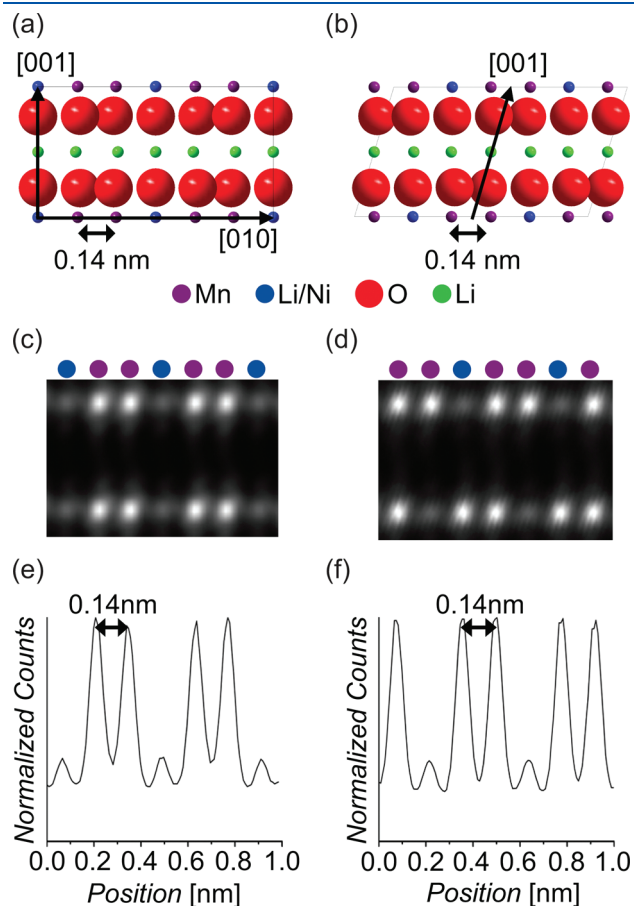 (a)
(b)
[001]
[001]
[010]
0.14 nm
0.14 nm
Mn Li/Ni O Li
(c)
(d)
(e)
(f)
0.14nm
0.14nm
Normalized Counts
Normalized Counts
0.0 0.2 0.4 0.6 0.8 1.0
0.0 0.2 0.4 0.6 0.8 1.0
Position [nm]
Position [nm]